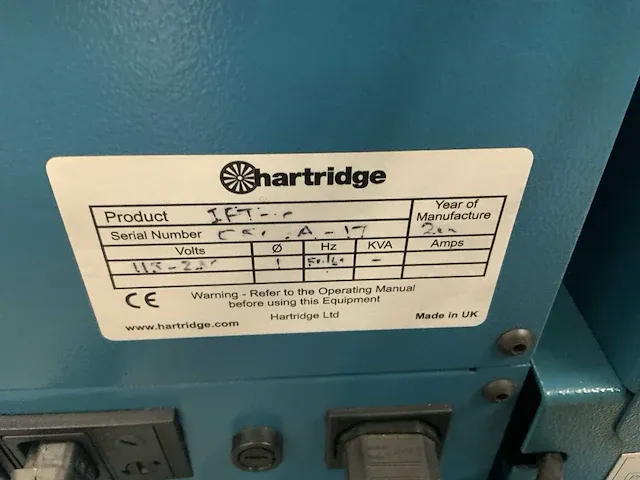 hartridge
Product
Year of
Manufacture
Serial Number
Volts Ø Hz KVA Amps
1 -
CE Warning - Refer to the Operating Manual
before using this Equipment
www.hartridge.com Hartridge Ltd Made in UK